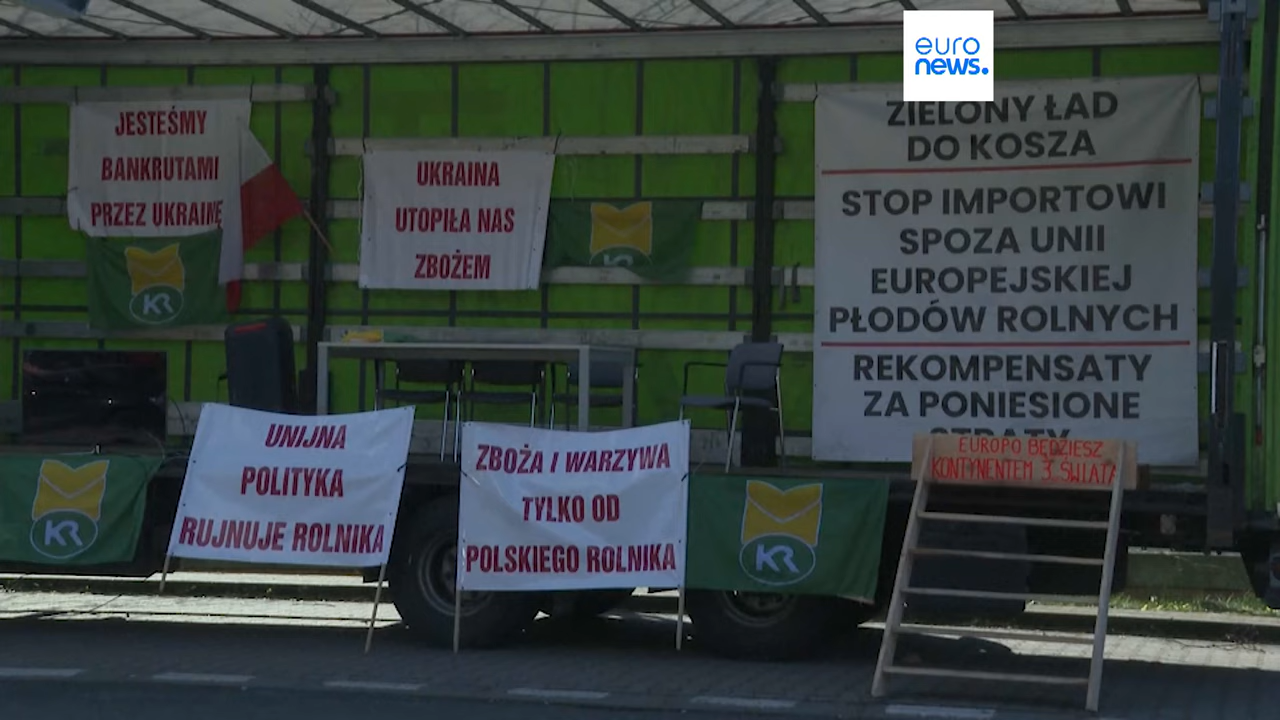 euro
news.
JESTEŚMY
BANKRUTAMI
PRZEZ UKRAINĘ
UKRAINA
UTOPIŁA NAS
ZBOŻEM
ZIELONY ŁAD
DO KOSZA
STOP IMPORTOWI
SPOZA UNII
EUROPEJSKIEJ
PŁODÓW ROLNYCH
REKOMPENSATY
ZA PONIESIONE
STRATY
KR
KR
UNIJNA
POLITYKA
RUJNUJE ROLNIKA
ZBOŻA I WARZYWA
TYLKO OD
POLSKIEGO ROLNIKA
EUROPO BĘDZIESZ
KONTYNENTEM 3 ŚWIATA
KR
KR